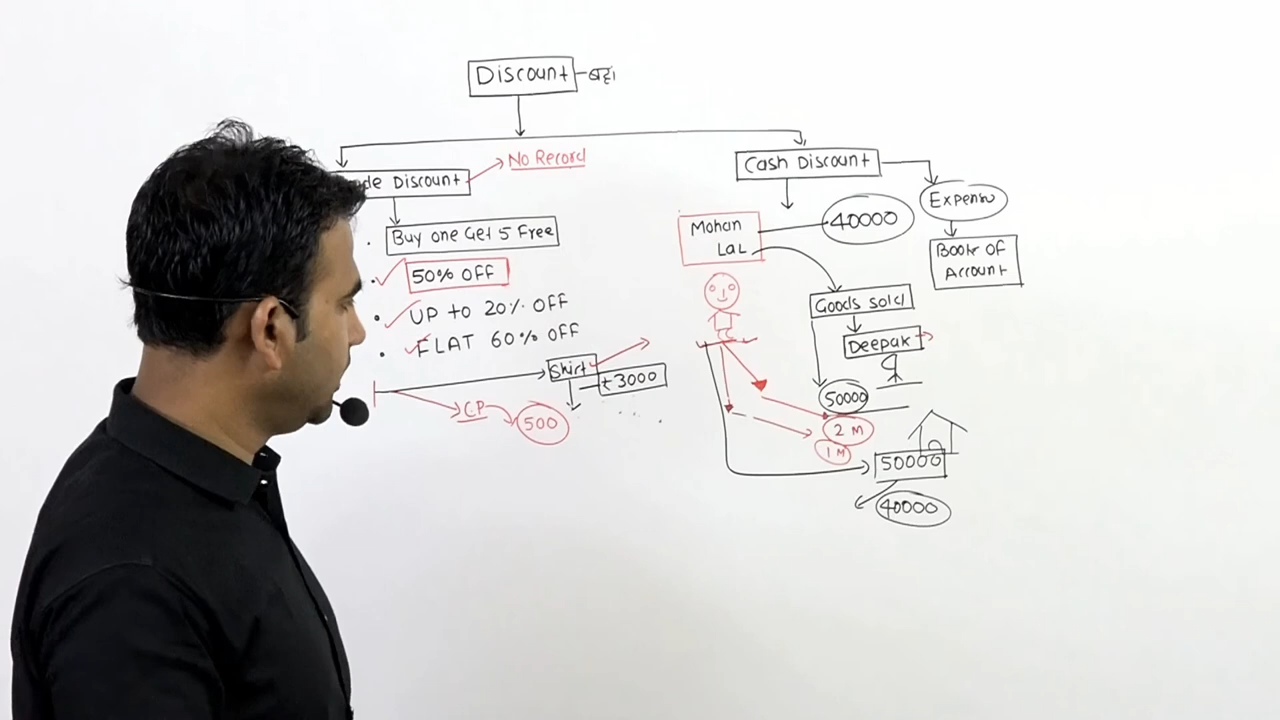 Discount
No Record
de Discount
Buy one Get 5 Free
50% OFF
UP to 20% OFF
FLAT 60% OFF
Shirt
₹3000
CP
500
Cash Discount
Expense
Book OF
Account
Mohan
LaL
40000
Goods sold
Deepak
50000
2 M
1 M
50000
40000